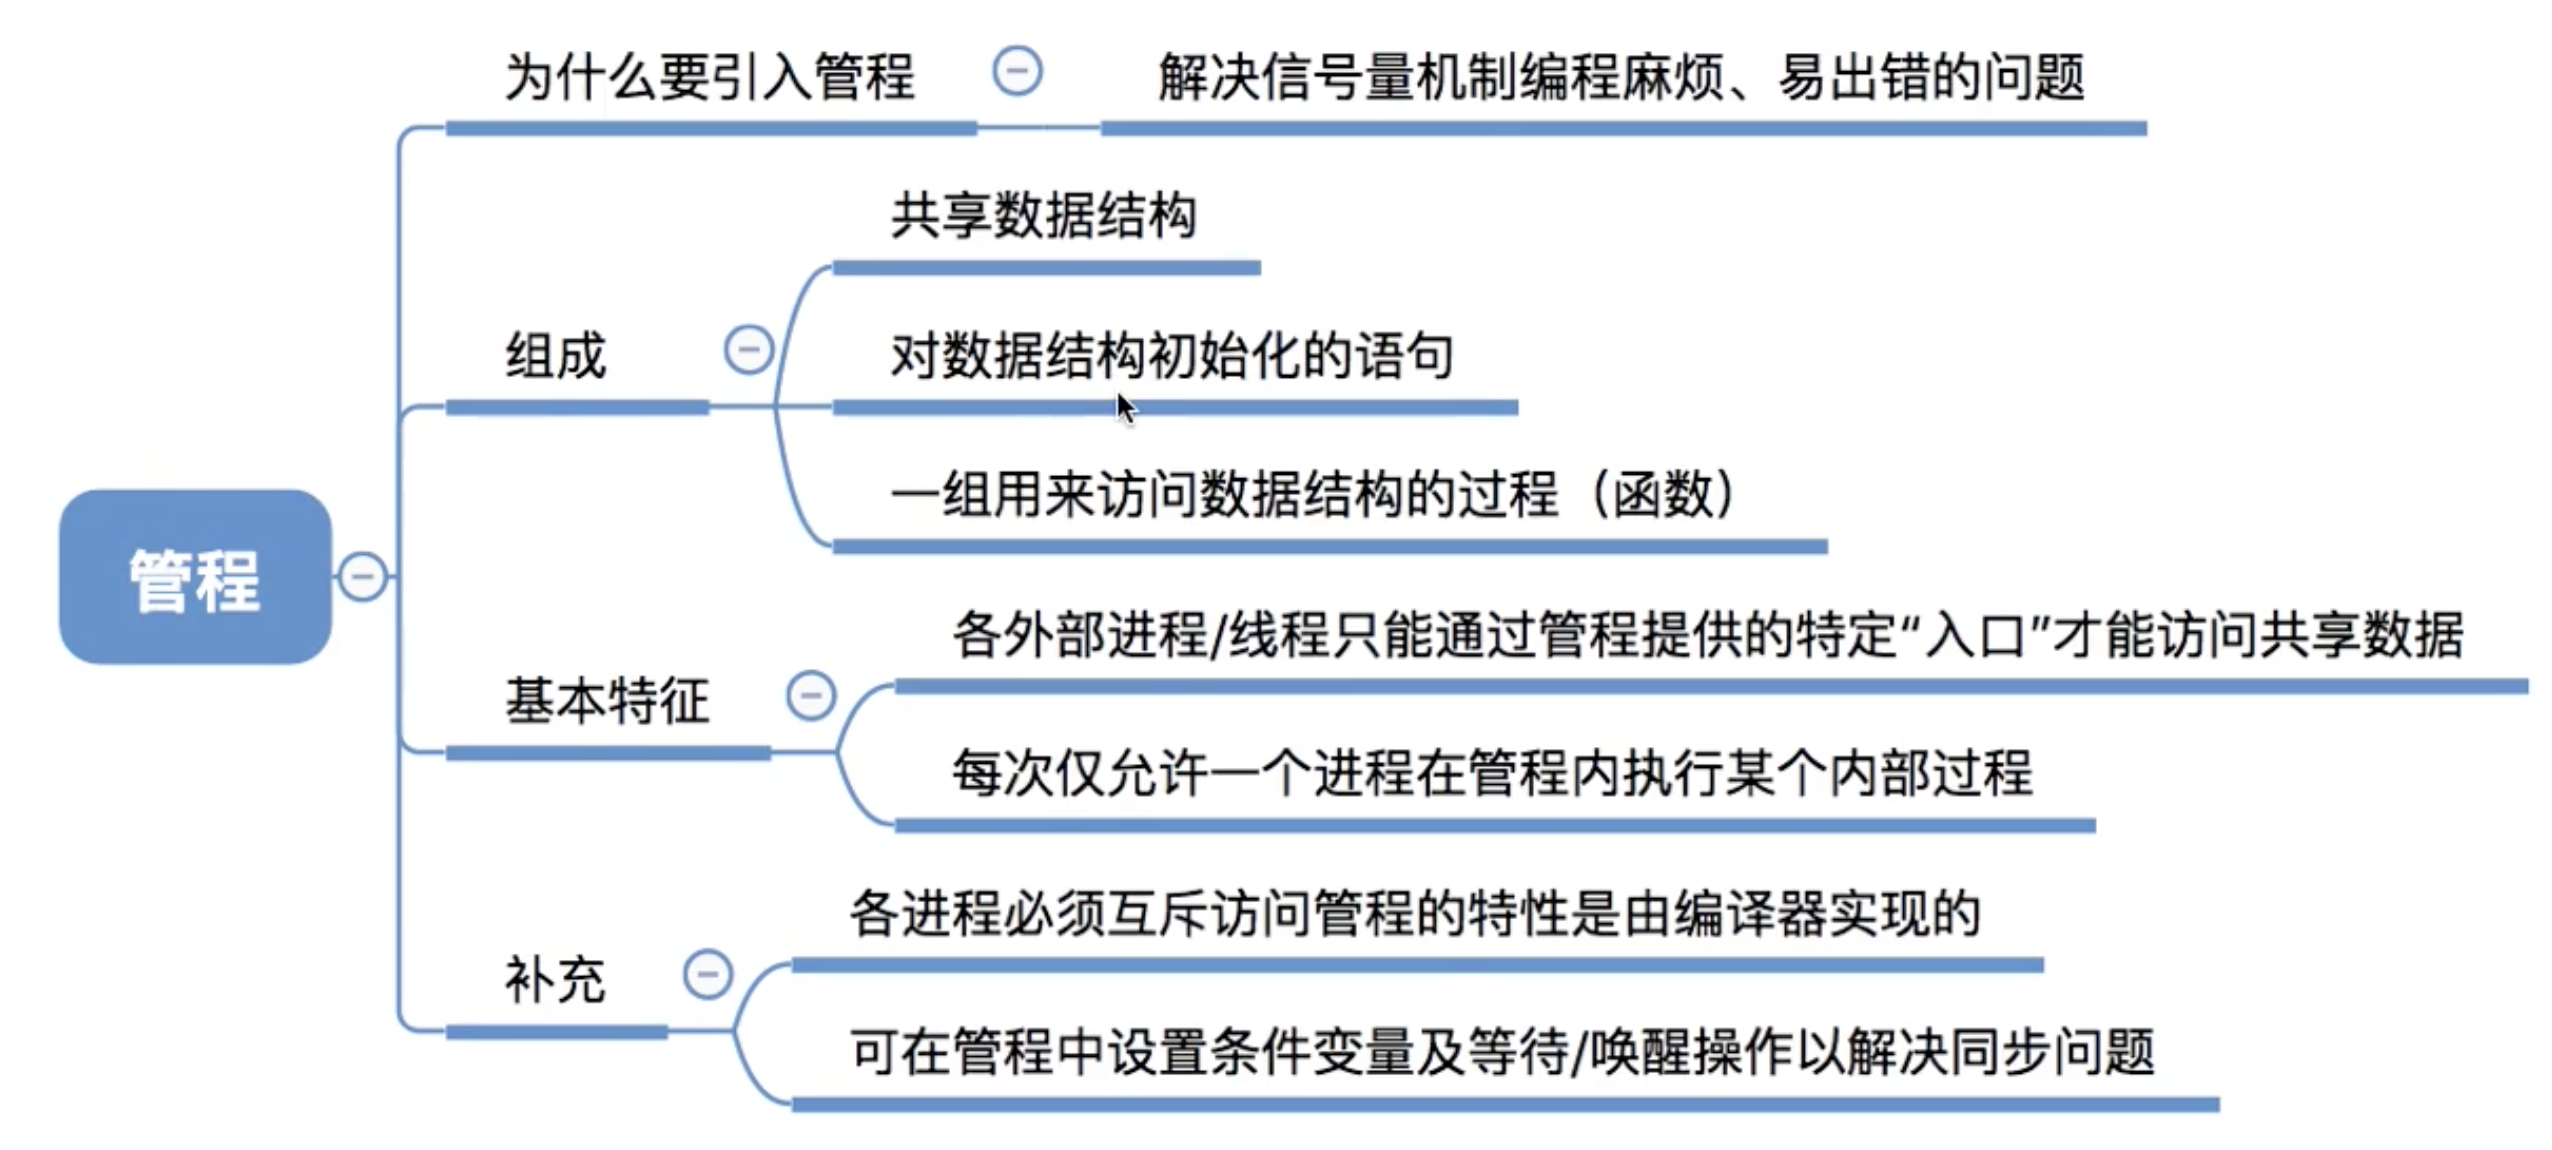 为什么要引入管程
解决信号量机制编程麻烦、易出错的问题
共享数据结构
组成
对数据结构初始化的语句
一组用来访问数据结构的过程（函数）
管程
各外部进程/线程只能通过管程提供的特定“入口”才能访问共享数据
基本特征
每次仅允许一个进程在管程内执行某个内部过程
各进程必须互斥访问管程的特性是由编译器实现的
补充
可在管程中设置条件变量及等待/唤醒操作以解决同步问题